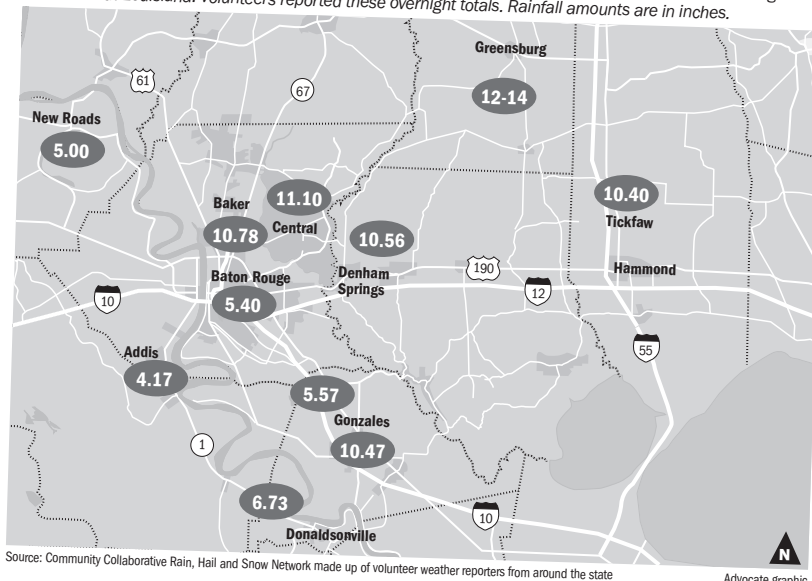 Louisiana. Volunteers reported these overnight totals. Rainfall amounts are in inches.
Greensburg
61
67
12-14
New Roads
5.00
11.10
10.40
Baker
Tickfaw
Central
10.78
10.56
190
Hammond
Baton Rouge
Denham
Springs
10
12
5.40
55
Addis
4.17
5.57
Gonzales
1
10.47
6.73
10
Donaldsonville
N
Source: Community Collaborative Rain, Hail and Snow Network made up of volunteer weather reporters from around the state
Advocate graphic